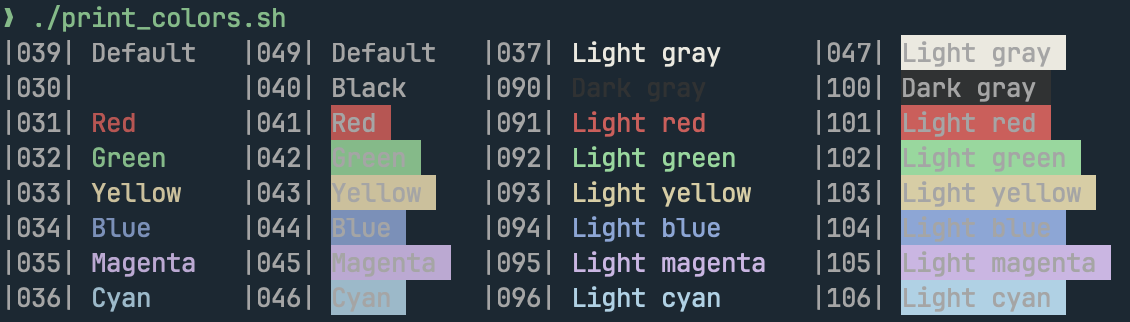 ❯ ./print_colors.sh
|039| Default |049| Default |037| Light gray |047| Light gray
|030| |040| Black |090| Dark gray |100| Dark gray
|031| Red |041| Red |091| Light red |101| Light red
|032| Green |042| Green |092| Light green |102| Light green
|033| Yellow |043| Yellow |093| Light yellow |103| Light yellow
|034| Blue |044| Blue |094| Light blue |104| Light blue
|035| Magenta |045| Magenta |095| Light magenta |105| Light magenta
|036| Cyan |046| Cyan |096| Light cyan |106| Light cyan